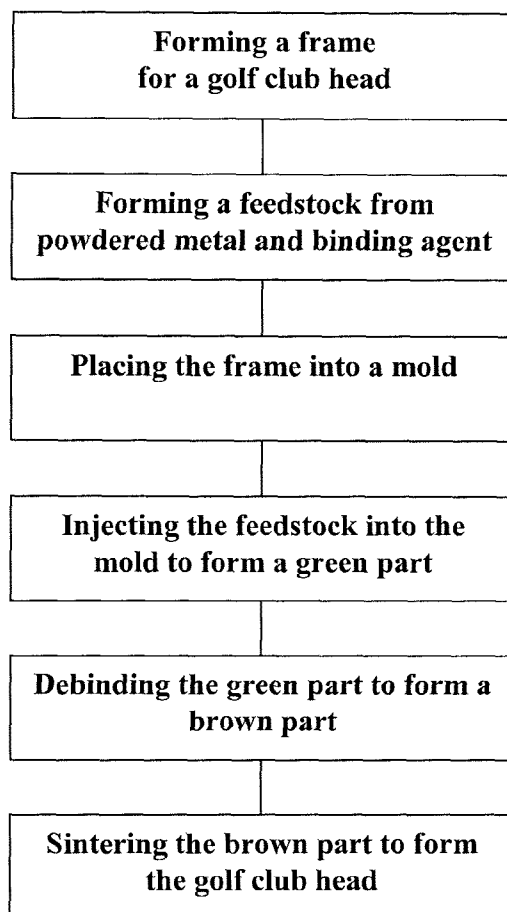 Forming a frame
for a golf club head
Forming a feedstock from
powdered metal and binding agent
Placing the frame into a mold
Injecting the feedstock into the
mold to form a green part
Debinding the green part to form a
brown part
Sintering the brown part to form
the golf club head